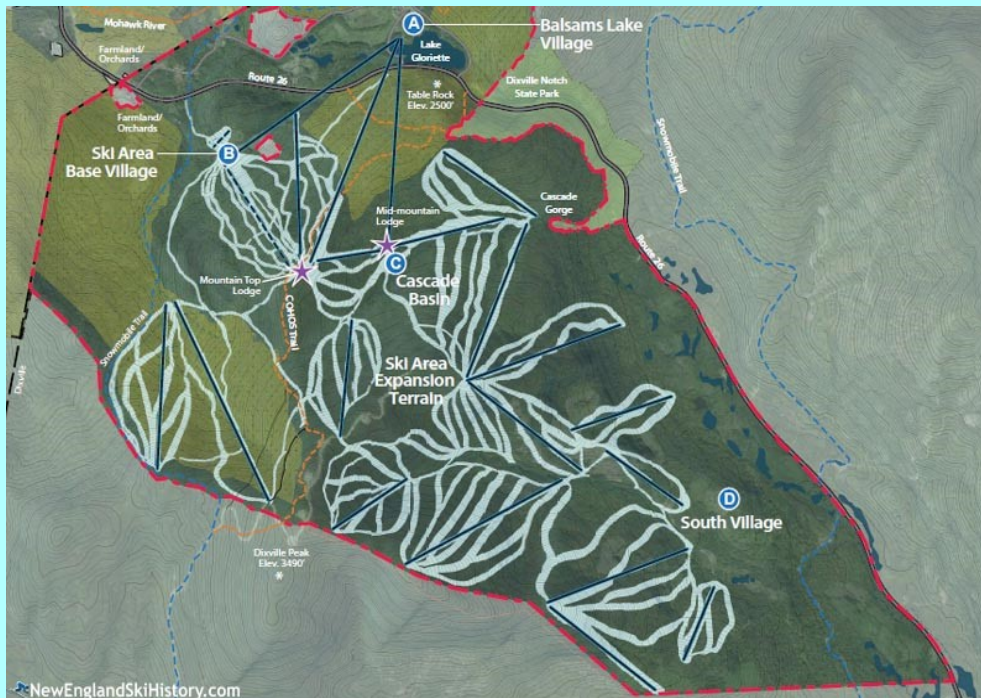 Mohawk River
A
Balsams Lake
Village
Farmland/
Orchards
Lake
Gloriette
Route 26
*
Table Rock
Elev. 2500'
Dixville Notch
State Park
Farmland/
Orchards
Snowmobile Trail
Ski Area
Base Village
B
Cascade
Gorge
Mid-mountain
Lodge
Route 26
C
Mountain Top
Lodge
Cascade
Basin
COHOS Trail
Snowmobile Trail
Dixville
Ski Area
Expansion
Terrain
D
South Village
Dixville Peak
Elev. 3490'
*
NewEnglandSkiHistory.com